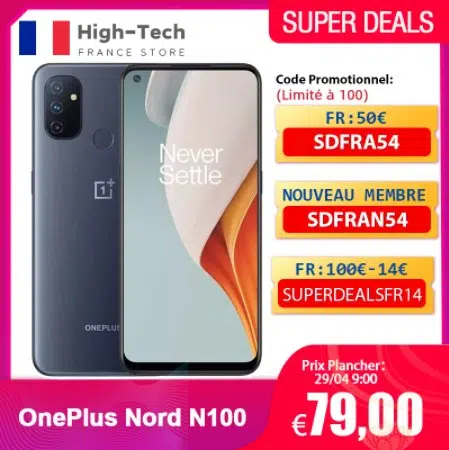 High-Tech
FRANCE STORE
SUPER DEALS
Code Promotionnel:
(Limité à 100)
FR:50€
SDFRA54
NOUVEAU MEMBRE
SDFRAN54
FR:100€-14€
SUPERDEALSFR14
Never
Settle
1+
ONEPLUS
Prix Plancher:
29/04 9:00
€79,00
OnePlus Nord N100